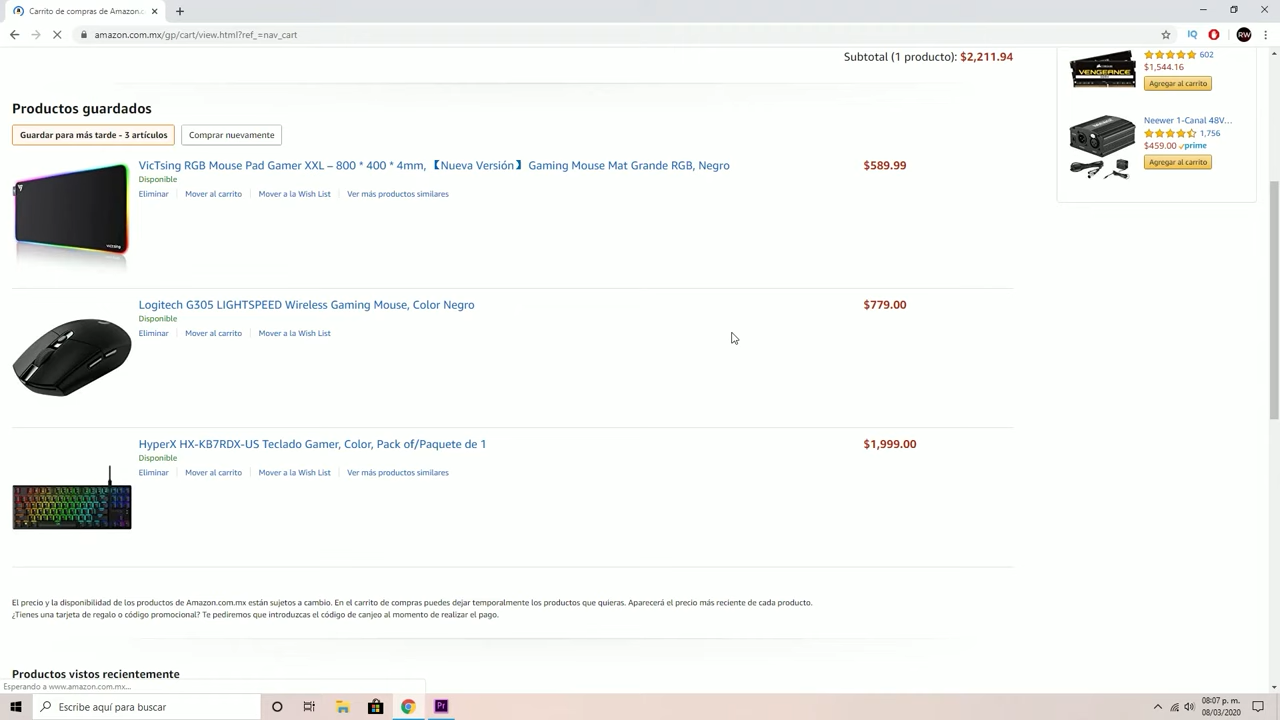 Carrito de compras de Amazon.c
amazon.com.mx/gp/cart/view.html?ref_=nav_cart
IQ
RW
Subtotal (1 producto): $2,211.94
Productos guardados
Guardar para más tarde - 3 artículos
Comprar nuevamente
VicTsing RGB Mouse Pad Gamer XXL – 800 * 400 * 4mm, 【Nueva Versión】 Gaming Mouse Mat Grande RGB, Negro
$589.99
Disponible
Eliminar | Mover al carrito | Mover a la Wish List | Ver más productos similares
VICTSING
Logitech G305 LIGHTSPEED Wireless Gaming Mouse, Color Negro
$779.00
Disponible
Eliminar | Mover al carrito | Mover a la Wish List
HyperX HX-KB7RDX-US Teclado Gamer, Color, Pack of/Paquete de 1
$1,999.00
Disponible
Eliminar | Mover al carrito | Mover a la Wish List | Ver más productos similares
El precio y la disponibilidad de los productos de Amazon.com.mx están sujetos a cambio. En el carrito de compras puedes dejar temporalmente los productos que quieras. Aparecerá el precio más reciente de cada producto.
¿Tienes una tarjeta de regalo o código promocional? Te pediremos que introduzcas el código de canjeo al momento de realizar el pago.
Productos vistos recientemente
VENGEANCE
602
$1,544.16
Agregar al carrito
Neewer 1-Canal 48V...
1,756
$459.00 prime
Agregar al carrito
Esperando a www.amazon.com.mx...
Escribe aquí para buscar
Pr
08:07 p. m.
08/03/2020